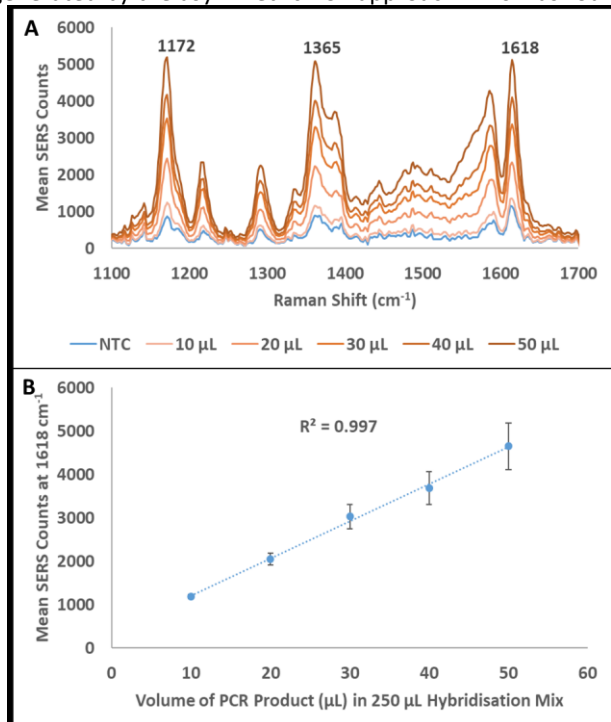 A
1172 1365 1618
6000
5000
4000
3000
2000
1000
0
Mean SERS Counts
1100 1200 1300 1400 1500 1600 1700
Raman Shift (cm⁻¹)
NTC 10 µL 20 µL 30 µL 40 µL 50 µL
B
R² = 0.997
6000
5000
4000
3000
2000
1000
0
Mean SERS Counts at 1618 cm⁻¹
0 10 20 30 40 50 60
Volume of PCR Product (µL) in 250 µL Hybridisation Mix